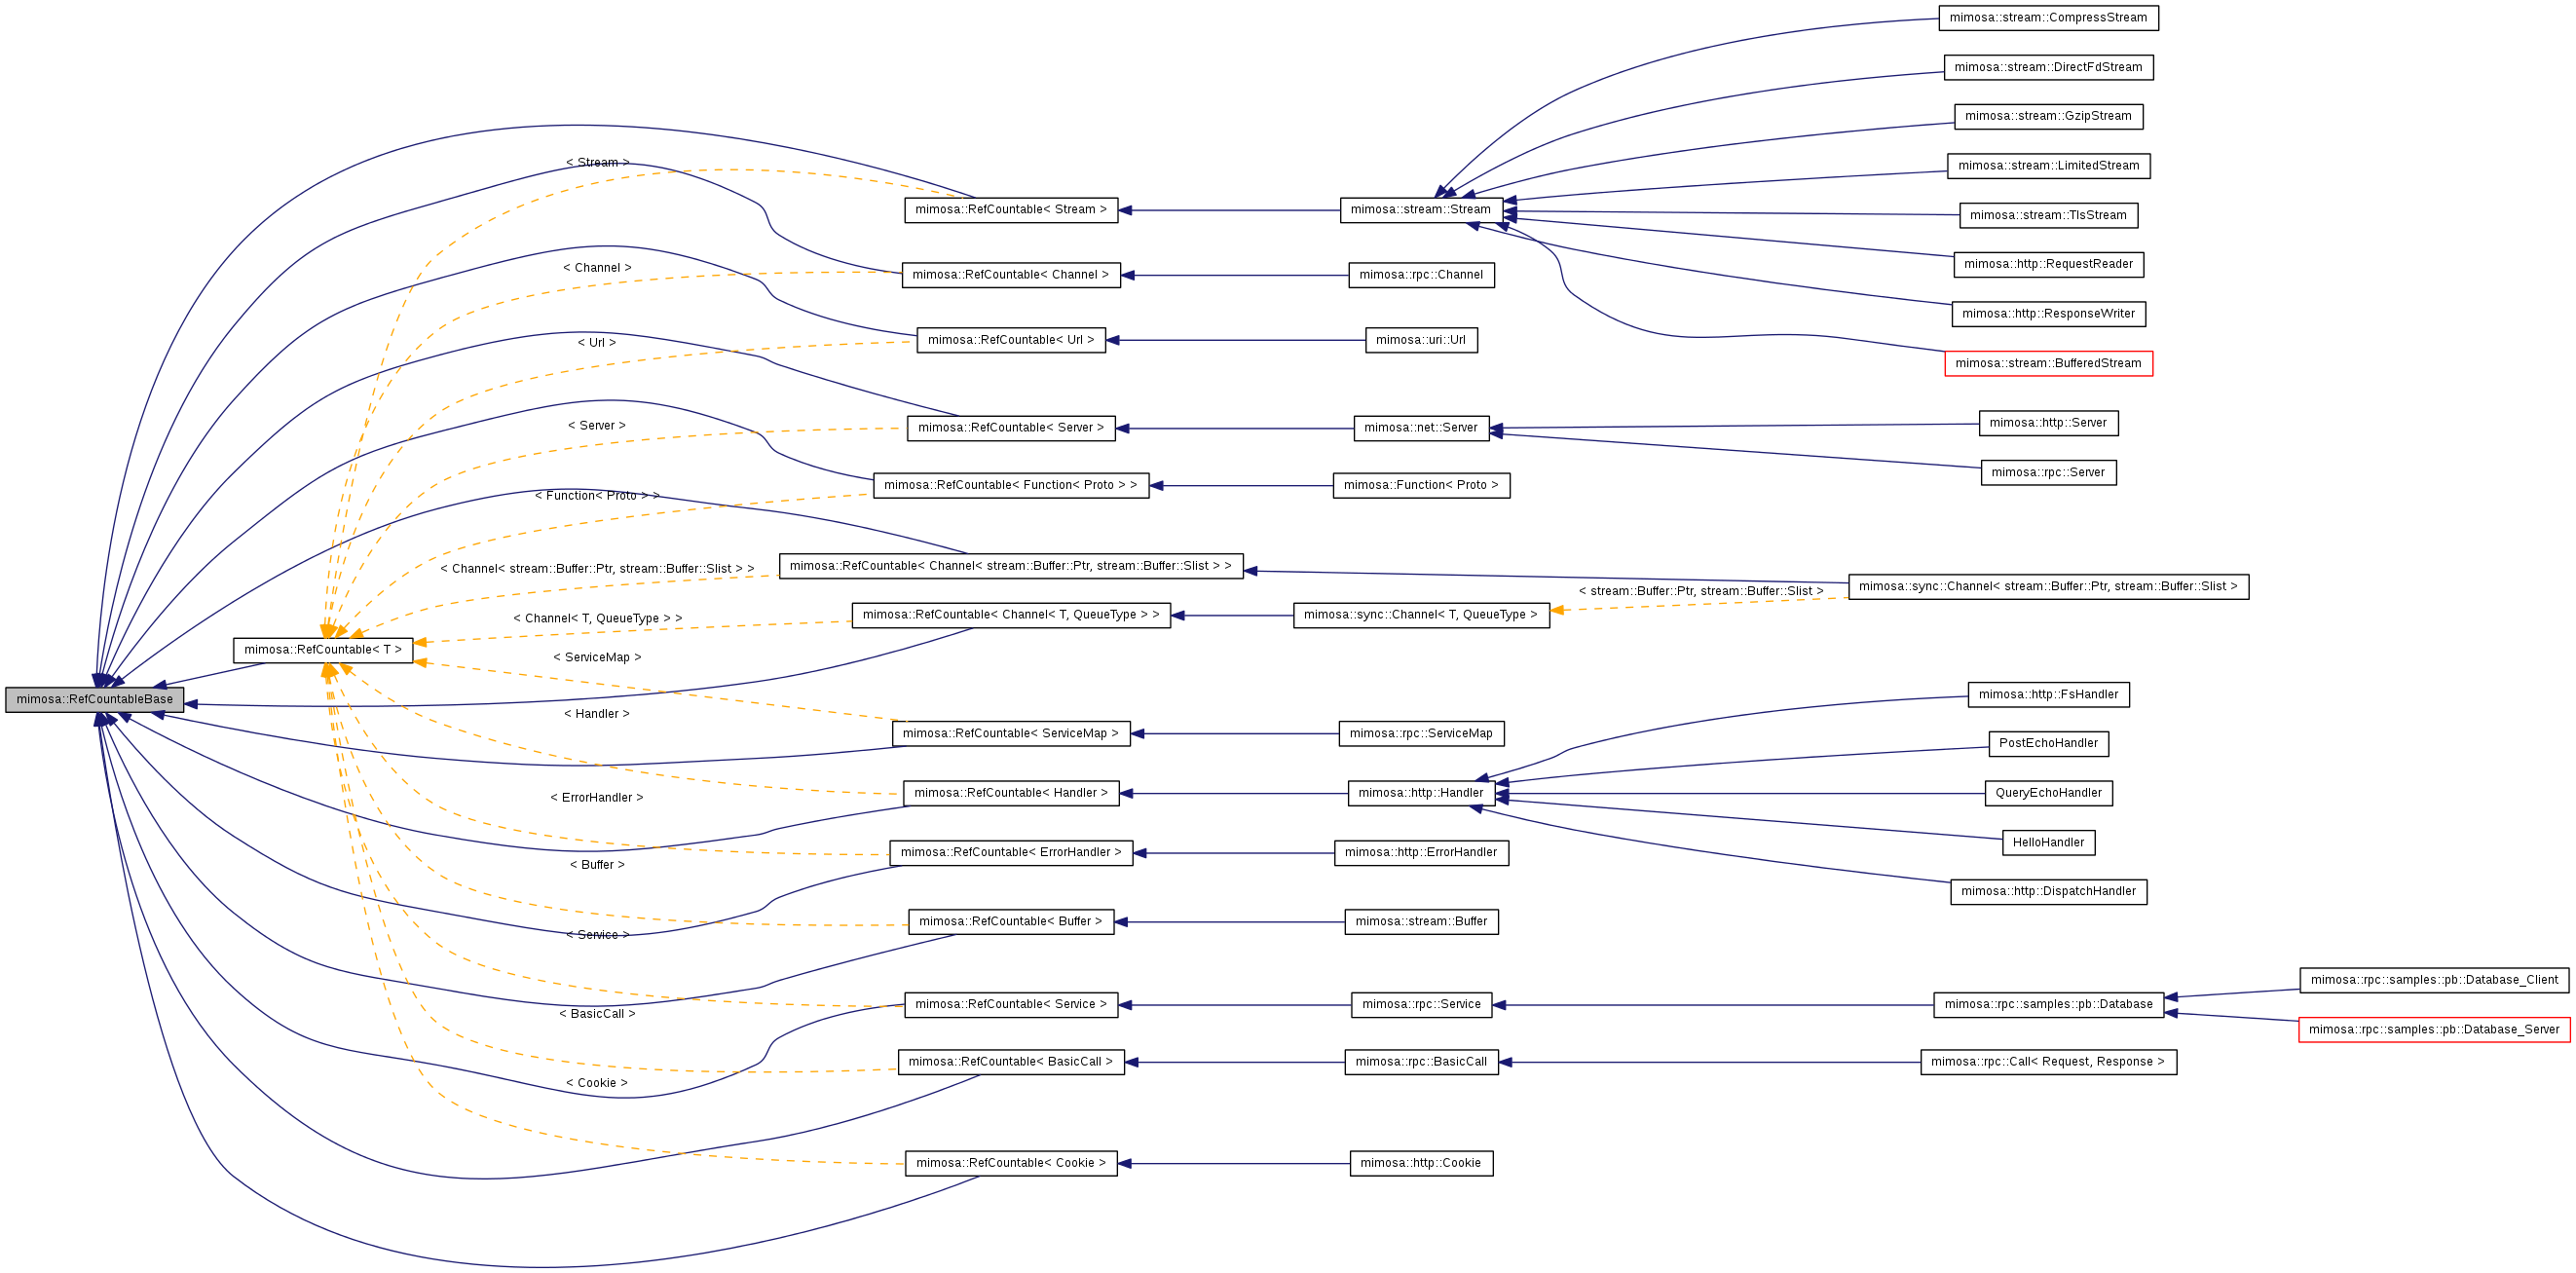 mimosa::RefCountableBase
mimosa::RefCountable< T >
< Stream >
< Channel >
< Url >
< Server >
< Function< Proto > >
< Channel< stream::Buffer::Ptr, stream::Buffer::Slist > >
< Channel< T, QueueType > >
< ServiceMap >
< Handler >
< ErrorHandler >
< Buffer >
< Service >
< BasicCall >
< Cookie >
mimosa::RefCountable< Stream >
mimosa::RefCountable< Channel >
mimosa::RefCountable< Url >
mimosa::RefCountable< Server >
mimosa::RefCountable< Function< Proto > >
mimosa::RefCountable< Channel< stream::Buffer::Ptr, stream::Buffer::Slist > >
mimosa::RefCountable< Channel< T, QueueType > >
mimosa::RefCountable< ServiceMap >
mimosa::RefCountable< Handler >
mimosa::RefCountable< ErrorHandler >
mimosa::RefCountable< Buffer >
mimosa::RefCountable< Service >
mimosa::RefCountable< BasicCall >
mimosa::RefCountable< Cookie >
mimosa::stream::Stream
mimosa::rpc::Channel
mimosa::uri::Url
mimosa::net::Server
mimosa::Function< Proto >
mimosa::sync::Channel< T, QueueType >
mimosa::rpc::ServiceMap
mimosa::http::Handler
mimosa::http::ErrorHandler
mimosa::stream::Buffer
mimosa::rpc::Service
mimosa::rpc::BasicCall
mimosa::http::Cookie
< stream::Buffer::Ptr, stream::Buffer::Slist >
mimosa::stream::CompressStream
mimosa::stream::DirectFdStream
mimosa::stream::GzipStream
mimosa::stream::LimitedStream
mimosa::stream::TlsStream
mimosa::http::RequestReader
mimosa::http::ResponseWriter
mimosa::stream::BufferedStream
mimosa::http::Server
mimosa::rpc::Server
mimosa::sync::Channel< stream::Buffer::Ptr, stream::Buffer::Slist >
mimosa::http::FsHandler
PostEchoHandler
QueryEchoHandler
HelloHandler
mimosa::http::DispatchHandler
mimosa::rpc::samples::pb::Database
mimosa::rpc::Call< Request, Response >
mimosa::rpc::samples::pb::Database_Client
mimosa::rpc::samples::pb::Database_Server